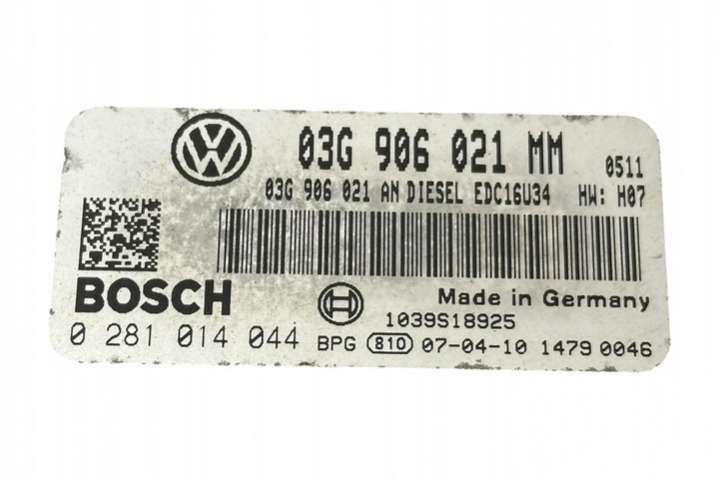 03G 906 021 MM 0511
03G 906 021 AN DIESEL EDC16U34 HW: H07
BOSCH Made in Germany
1039S18925
0 281 014 044 BPG 810 07-04-10 1479 0046